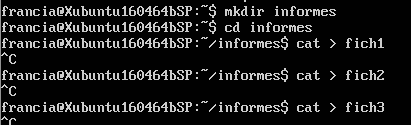 francia@Xubuntu160464bSP:~$ mkdir informes
francia@Xubuntu160464bSP:~$ cd informes
francia@Xubuntu160464bSP:~/informes$ cat > fich1
^C
francia@Xubuntu160464bSP:~/informes$ cat > fich2
^C
francia@Xubuntu160464bSP:~/informes$ cat > fich3
^C